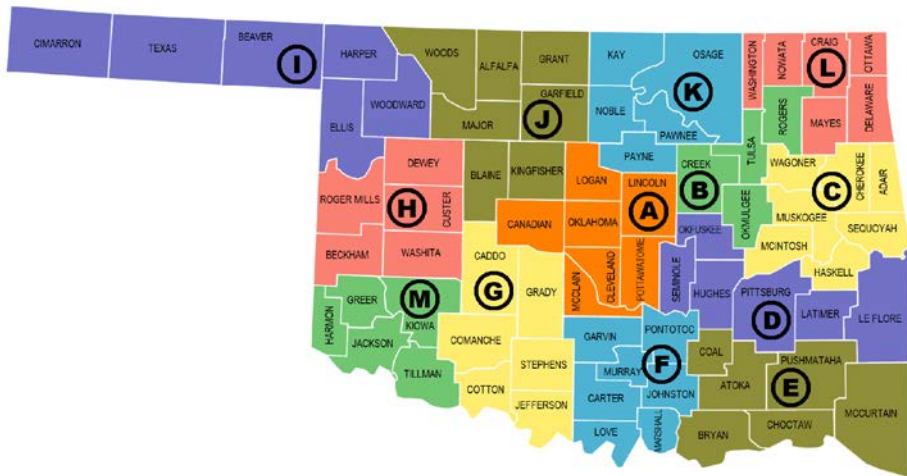 CIMARRON
TEXAS
BEAVER
I
HARPER
WOODS
ALFALFA
GRANT
KAY
OSAGE
WASHINGTON
NOWATA
CRAIG
L
OTTAWA
WOODWARD
ELLIS
MAJOR
GARFIELD
J
NOBLE
K
PAWNEE
ROGERS
MAYES
DELAWARE
DEWEY
BLAINE
KINGFISHER
LOGAN
PAYNE
LINCOLN
A
CREEK
B
TULSA
WAGONER
CHEROKEE
C
ADAIR
ROGER MILLS
H
CUSTER
CANADIAN
OKLAHOMA
OKMULGEE
MUSKOGEE
SEQUOYAH
BECKHAM
WASHITA
CADDO
G
GRADY
MCCLAIN
CLEVELAND
POTTAWATOMIE
SEMINOLE
OKFUSKEE
HUGHES
MCINTOSH
HASKELL
PITTSBURG
D
LATIMER
LE FLORE
HARMON
GREER
M
KIOWA
JACKSON
TILLMAN
COMANCHE
COTTON
STEPHENS
JEFFERSON
GARVIN
PONTOTOC
F
MURRAY
CARTER
JOHNSTON
LOVE
MARSHALL
COAL
ATOKA
PUSHMATAHA
E
BRYAN
CHOCTAW
MCCURTAIN